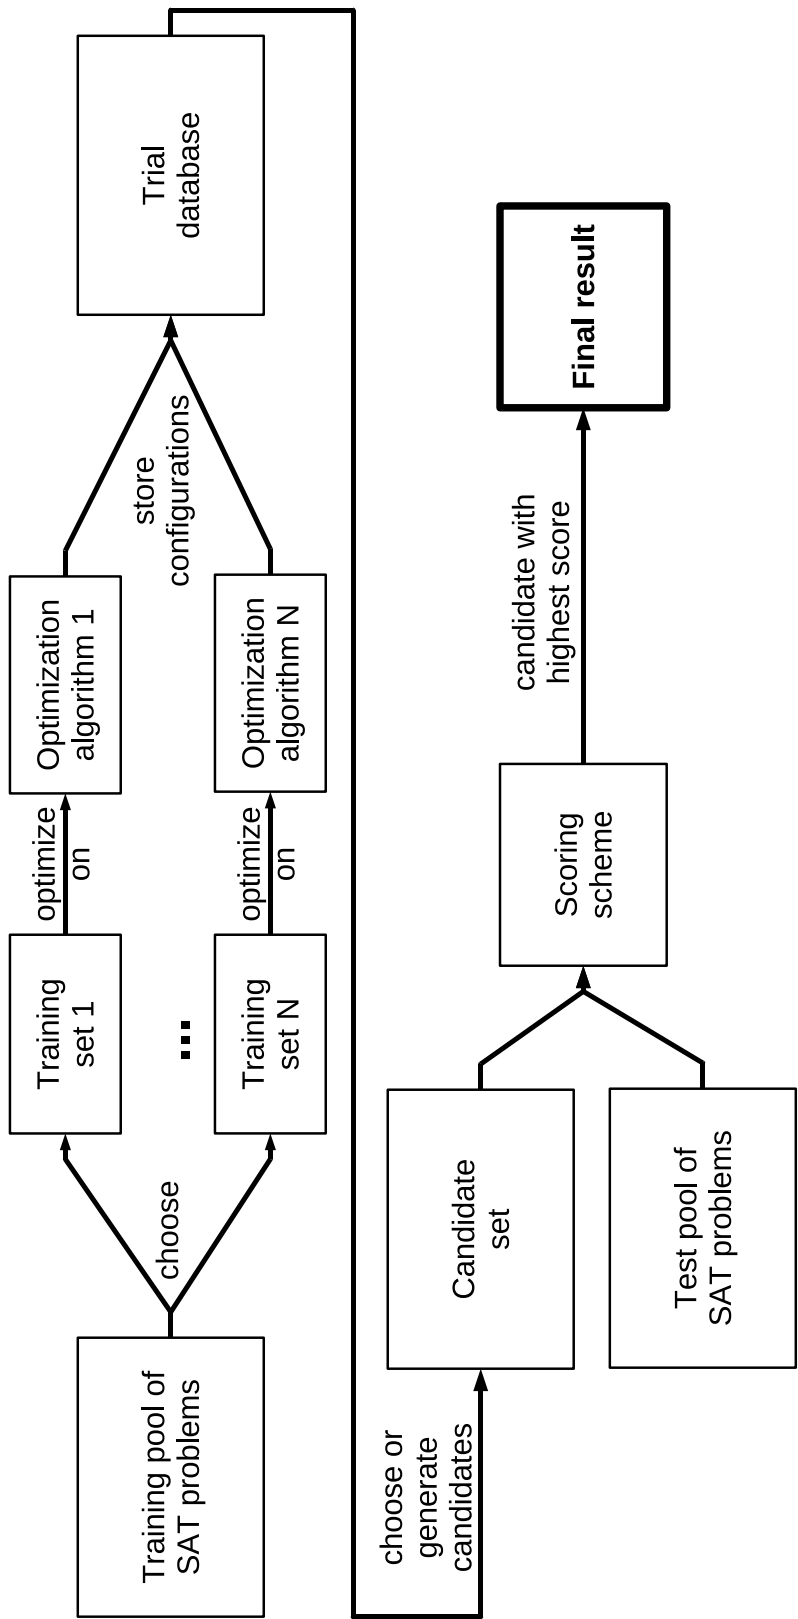 Training pool of
SAT problems
choose
Training
set 1
...
Training
set N
optimize
on
optimize
on
Optimization
algorithm 1
Optimization
algorithm N
store
configurations
Trial
database
choose or
generate
candidates
Candidate
set
Test pool of
SAT problems
Scoring
scheme
candidate with
highest score
Final result